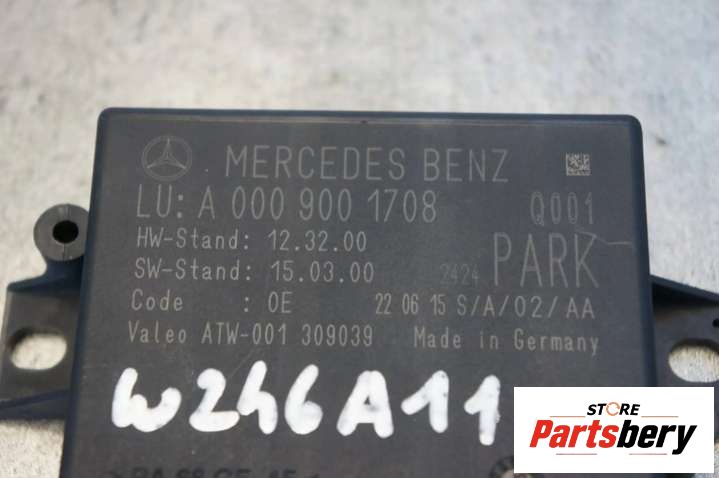 MERCEDES BENZ
LU: A 000 900 1708 Q001
HW-Stand: 12.32.00
SW-Stand: 15.03.00 2424 PARK
Code : 0E 22 06 15 S/A/02/AA
Valeo ATW-001 309039 Made in Germany
W246A11
STORE
Partsbery